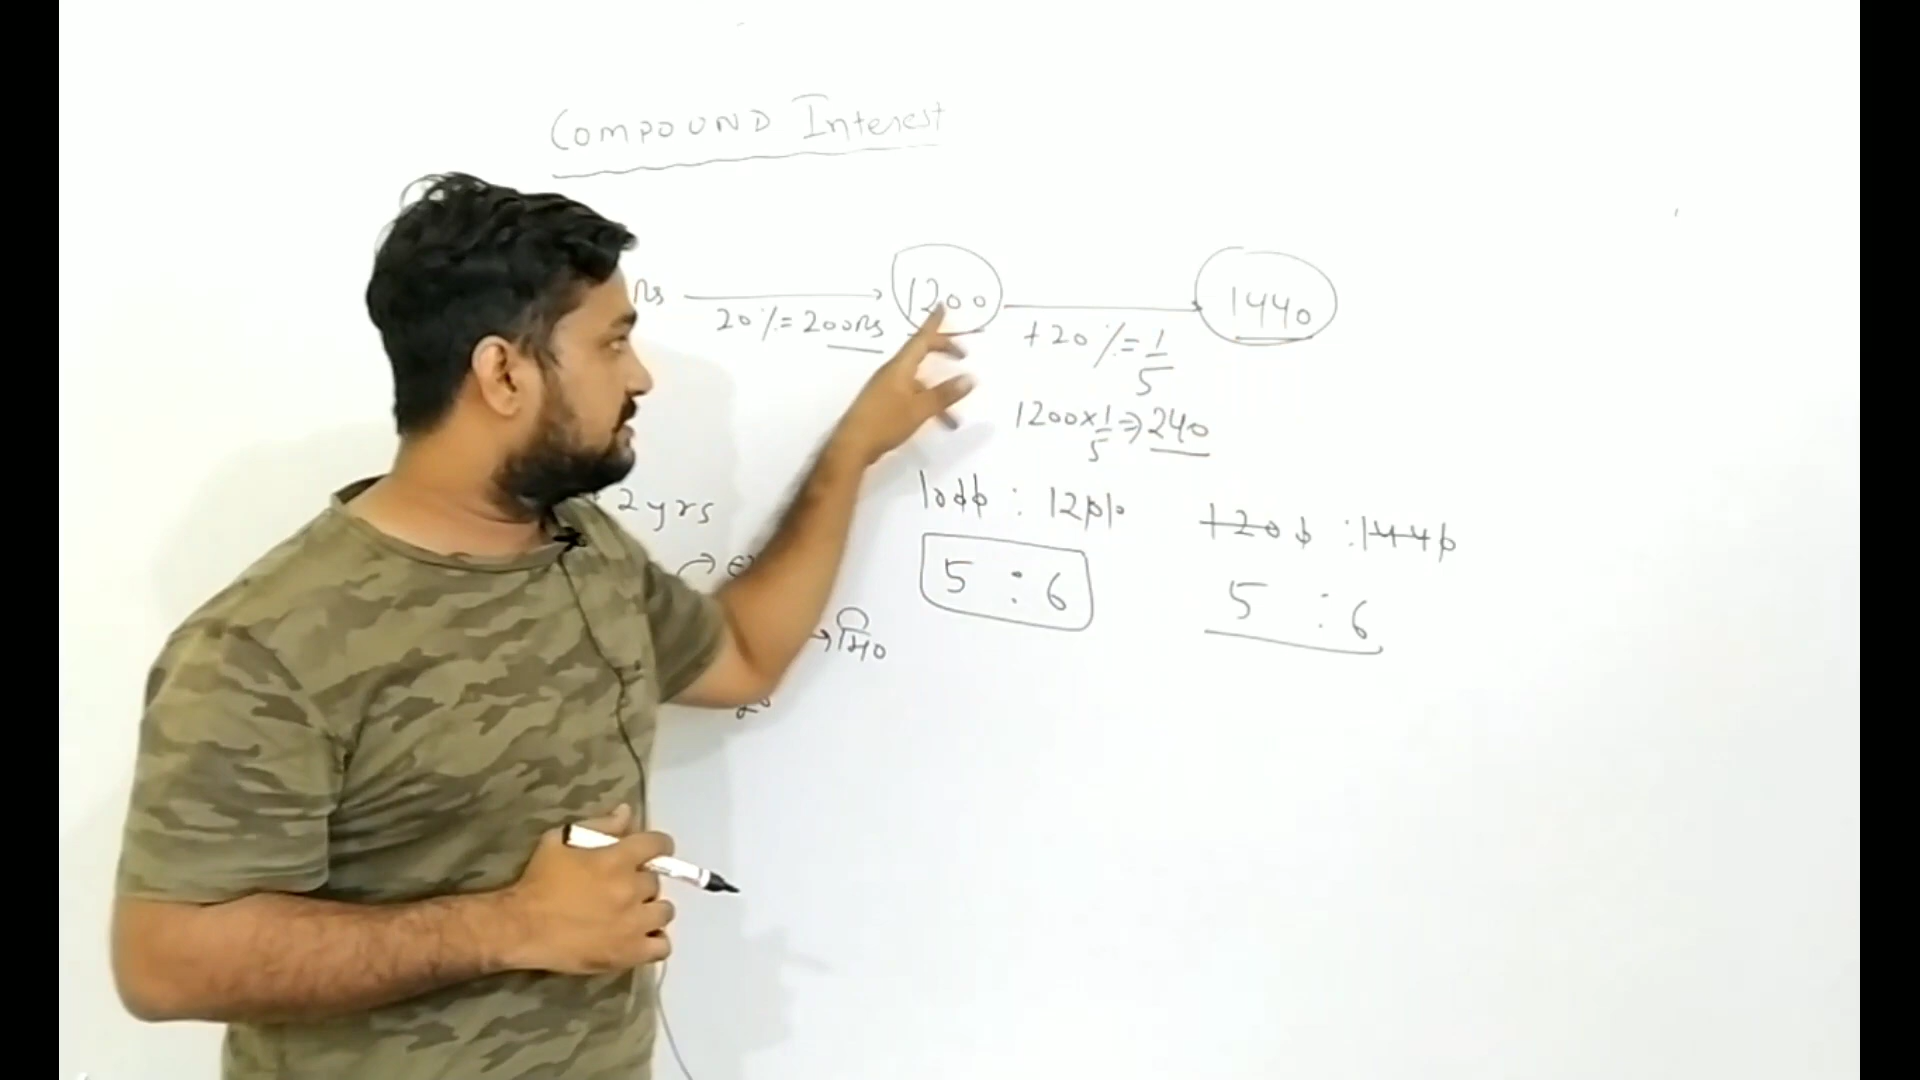 COMPOUND Interest
Rs 20%=200Rs 1200 +20%=1/5 1440
1200×1/5⇒240
2yrs
1000 : 1200 1200 : 1440
5 : 6 5 : 6
→मि०